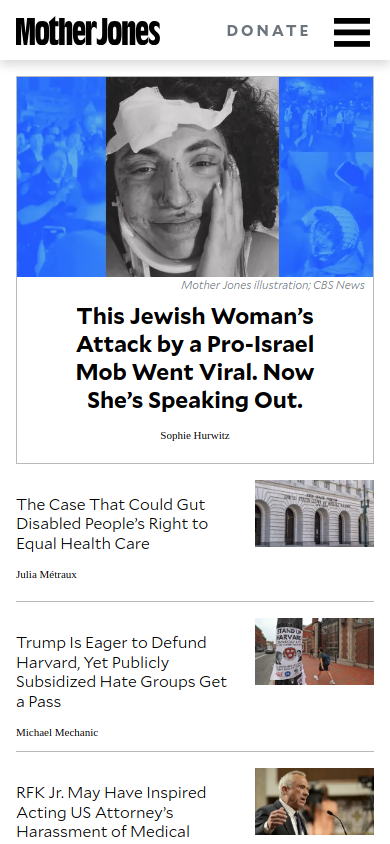 Mother Jones
DONATE
Mother Jones illustration; CBS News
This Jewish Woman’s
Attack by a Pro-Israel
Mob Went Viral. Now
She’s Speaking Out.
Sophie Hurwitz
The Case That Could Gut
Disabled People’s Right to
Equal Health Care
Julia Métraux
Trump Is Eager to Defund
Harvard, Yet Publicly
Subsidized Hate Groups Get
a Pass
STAND UP
HARVARD
Michael Mechanic
RFK Jr. May Have Inspired
Acting US Attorney’s
Harassment of Medical